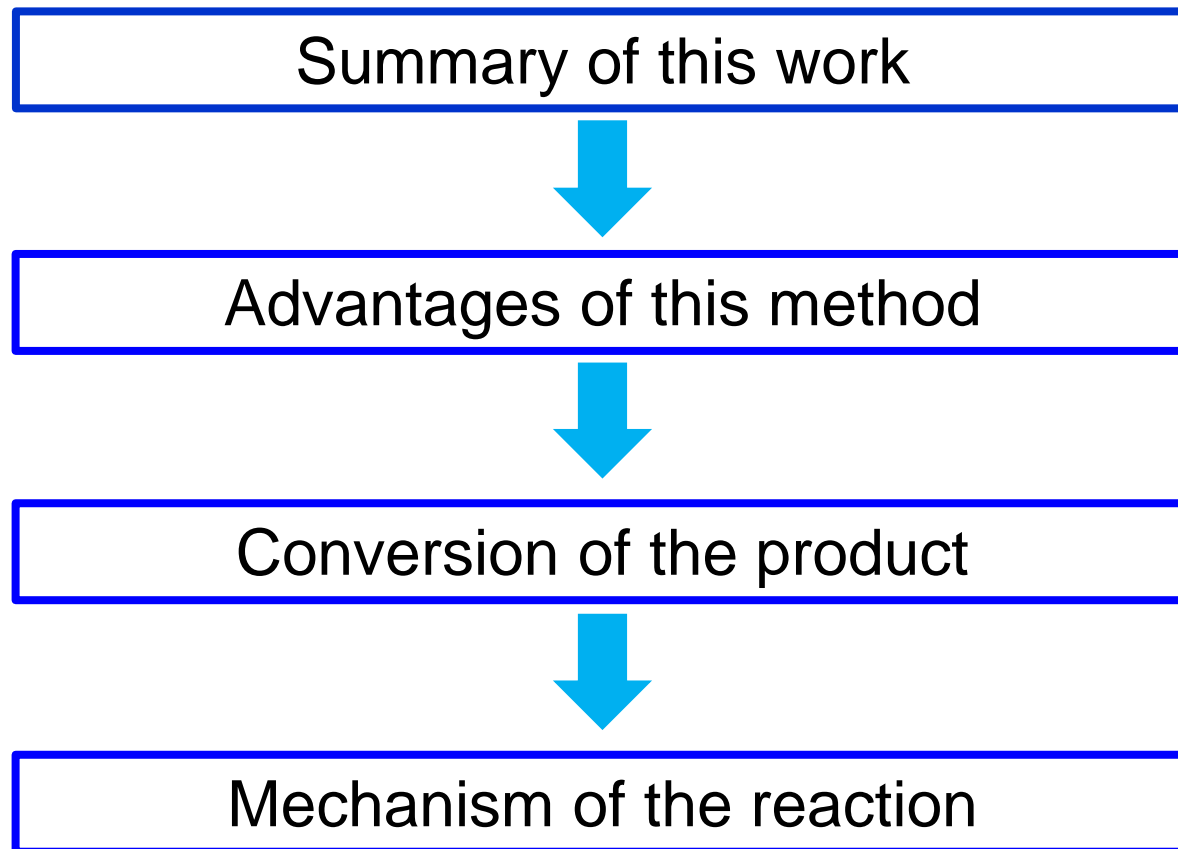 Summary of this work
Advantages of this method
Conversion of the product
Mechanism of the reaction